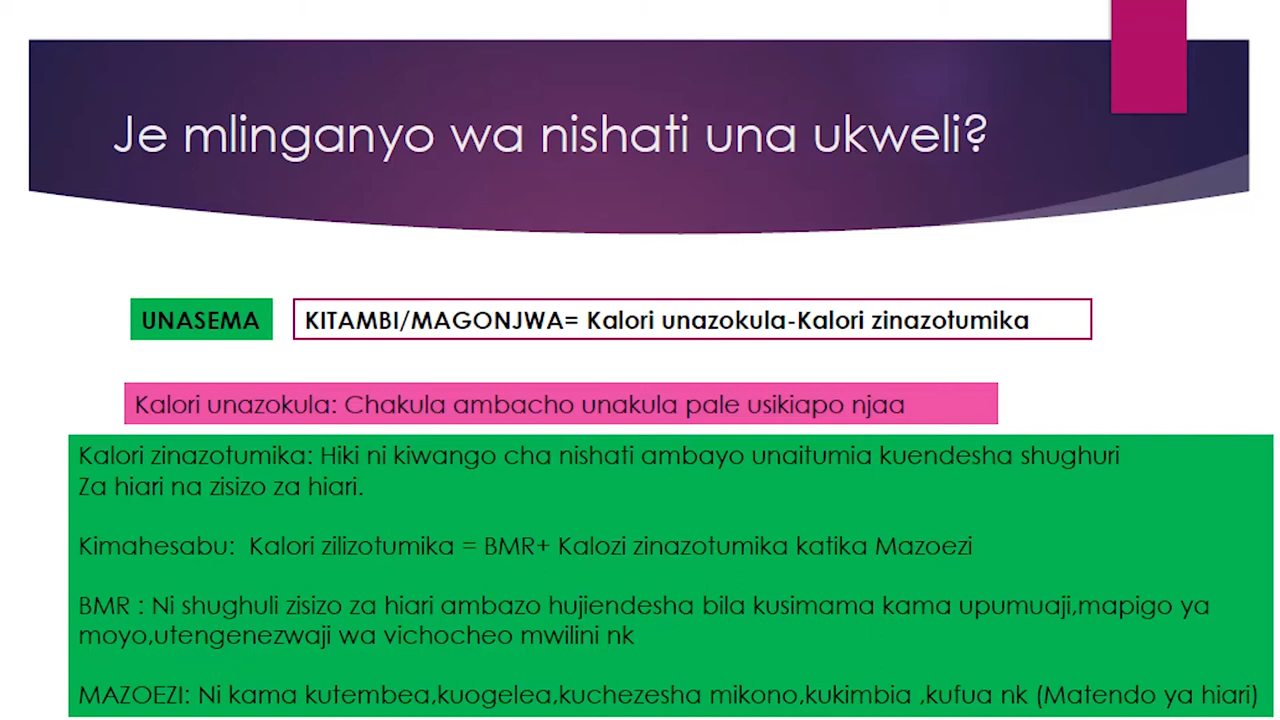 Je mlinganyo wa nishati una ukweli?
UNASEMA
KITAMBI/MAGONJWA= Kalori unazokula-Kalori zinazotumika
Kalori unazokula: Chakula ambacho unakula pale usikiapo njaa
Kalori zinazotumika: Hiki ni kiwango cha nishati ambayo unaitumia kuendesha shughuri
Za hiari na zisizo za hiari.
Kimahesabu:  Kalori zilizotumika = BMR+ Kalozi zinazotumika katika Mazoezi
BMR : Ni shughuli zisizo za hiari ambazo hujiendesha bila kusimama kama upumuaji,mapigo ya
moyo,utengenezwaji wa vichocheo mwilini nk
MAZOEZI: Ni kama kutembea,kuogelea,kuchezesha mikono,kukimbia ,kufua nk (Matendo ya hiari)